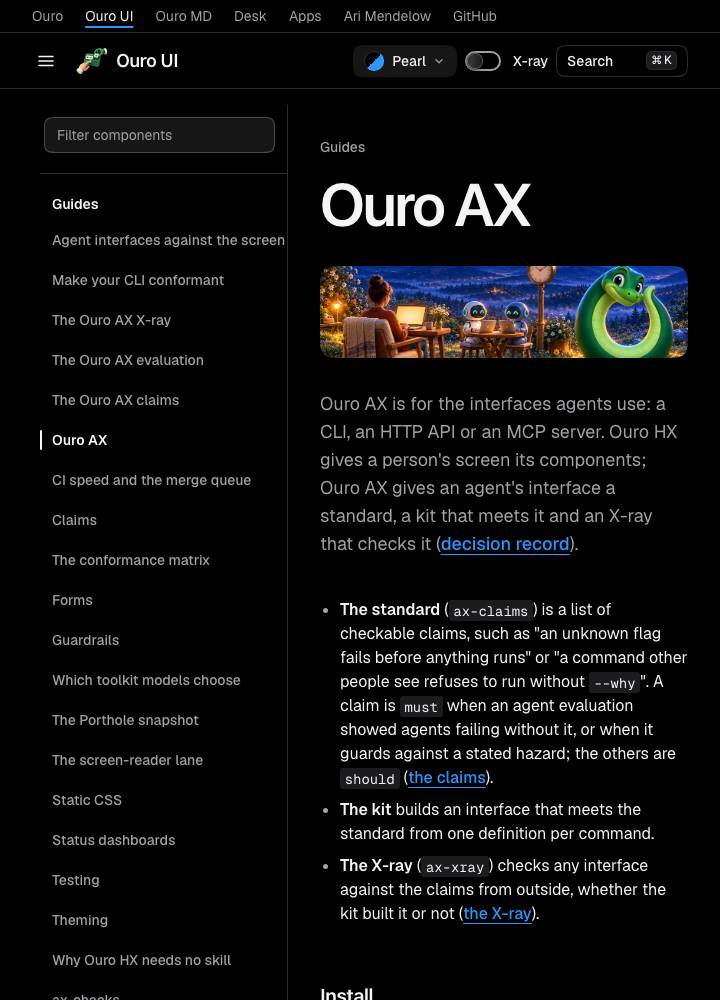 Ouro
Ouro UI
Ouro MD
Desk
Apps
Ari Mendelow
GitHub
Ouro UI
Pearl
X-ray
Search
⌘ K
Filter components
Guides
Agent interfaces against the screen
Make your CLI conformant
The Ouro AX X-ray
The Ouro AX evaluation
The Ouro AX claims
Ouro AX
CI speed and the merge queue
Claims
The conformance matrix
Forms
Guardrails
Which toolkit models choose
The Porthole snapshot
The screen-reader lane
Static CSS
Status dashboards
Testing
Theming
Why Ouro HX needs no skill
ax-checks
Guides
Ouro AX
Ouro AX is for the interfaces agents use: a
CLI, an HTTP API or an MCP server. Ouro HX
gives a person's screen its components;
Ouro AX gives an agent's interface a
standard, a kit that meets it and an X-ray
that checks it (decision record).
• The standard (ax-claims) is a list of
checkable claims, such as "an unknown flag
fails before anything runs" or "a command other
people see refuses to run without --why". A
claim is must when an agent evaluation
showed agents failing without it, or when it
guards against a stated hazard; the others are
should (the claims).
• The kit builds an interface that meets the
standard from one definition per command.
• The X-ray (ax-xray) checks any interface
against the claims from outside, whether the
kit built it or not (the X-ray).
Install